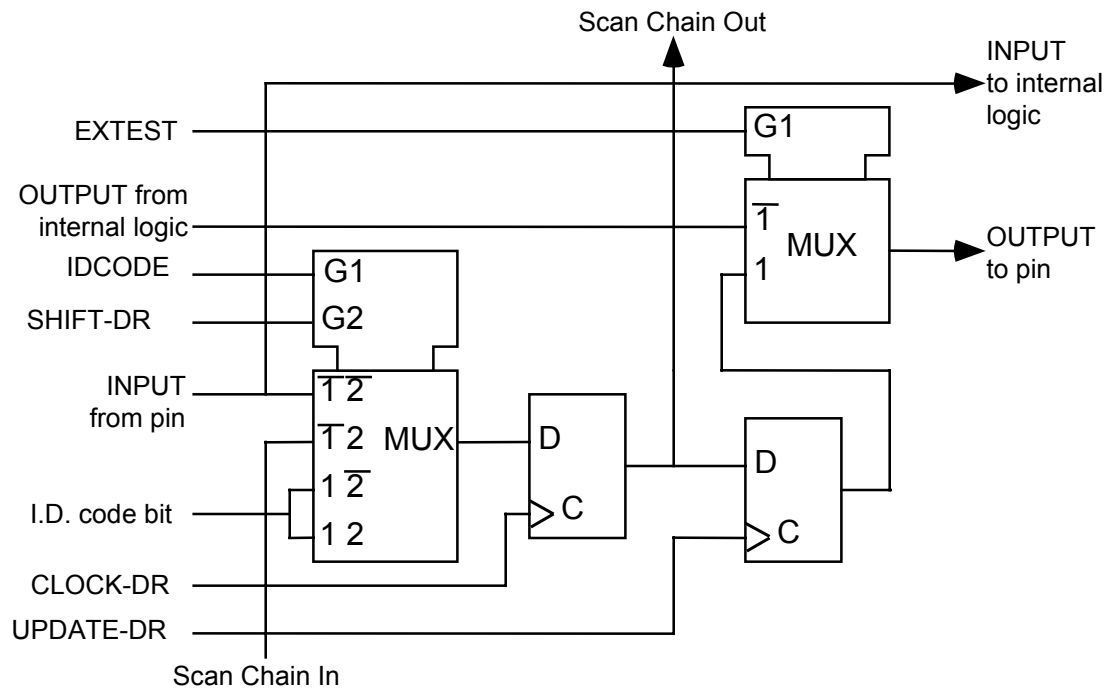 Scan Chain Out
INPUT
to internal
logic
EXTEST
G1
OUTPUT from
internal logic
1̅
MUX
1
OUTPUT
to pin
IDCODE
G1
SHIFT-DR
G2
INPUT
from pin
1̅ 2̅
1̅ 2
MUX
1 2̅
1 2
D
C
D
C
I.D. code bit
CLOCK-DR
UPDATE-DR
Scan Chain In